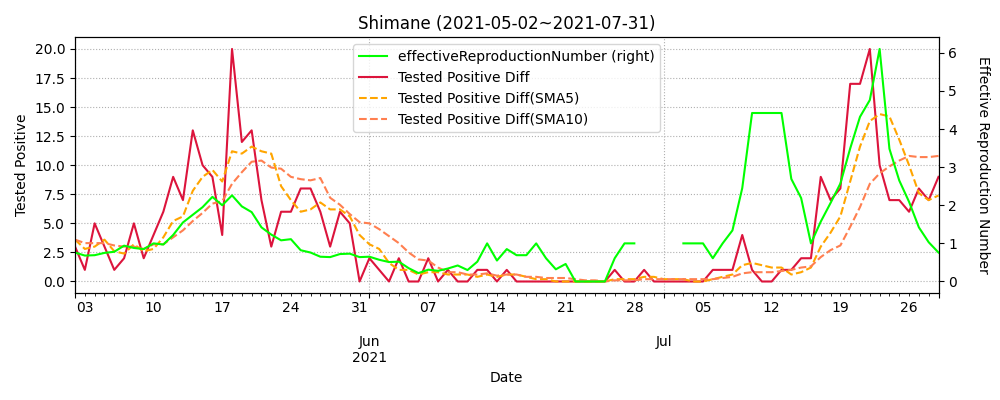 Shimane (2021-05-02~2021-07-31)
effectiveReproductionNumber (right)
Tested Positive Diff
Tested Positive Diff(SMA5)
Tested Positive Diff(SMA10)
Tested Positive
20.0
17.5
15.0
12.5
10.0
7.5
5.0
2.5
0.0
Effective Reproduction Number
6
5
4
3
2
1
0
03 10 17 24 31 07 14 21 28 05 12 19 26
Jun Jul
2021
Date